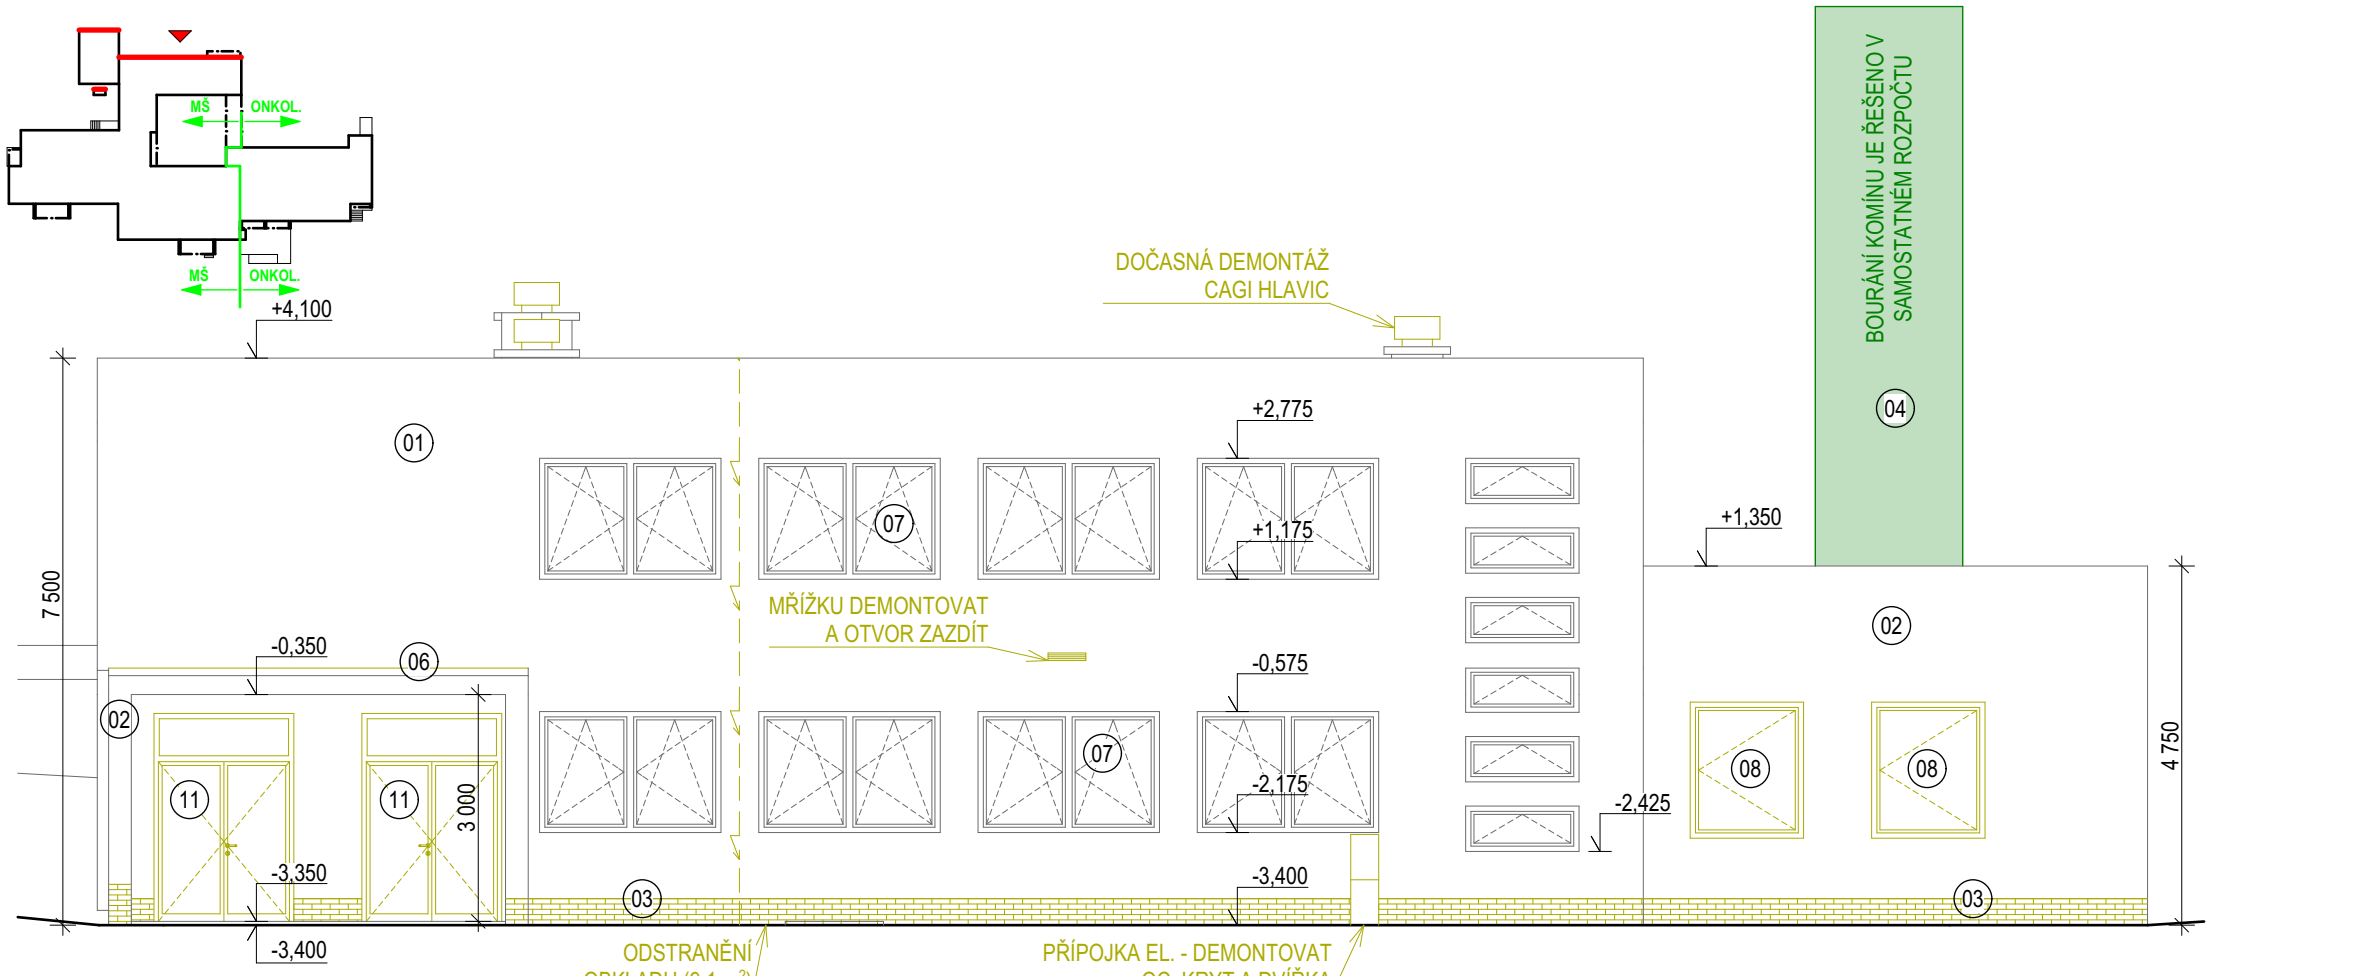 MŠ
ONKOL.
MŠ
ONKOL.
BOURÁNÍ KOMÍNU JE ŘEŠENO V
SAMOSTATNÉM ROZPOČTU
DOČASNÁ DEMONTÁŽ
CAGI HLAVIC
+4,100
+2,775
04
01
+1,350
07
+1,175
7 500
MŘÍŽKU DEMONTOVAT
A OTVOR ZAZDÍT
02
-0,350
06
-0,575
02
4 750
07
08
08
11
11
3 000
-2,175
-2,425
-3,350
-3,400
03
03
-3,400
ODSTRANĚNÍ
PŘÍPOJKA EL. - DEMONTOVAT